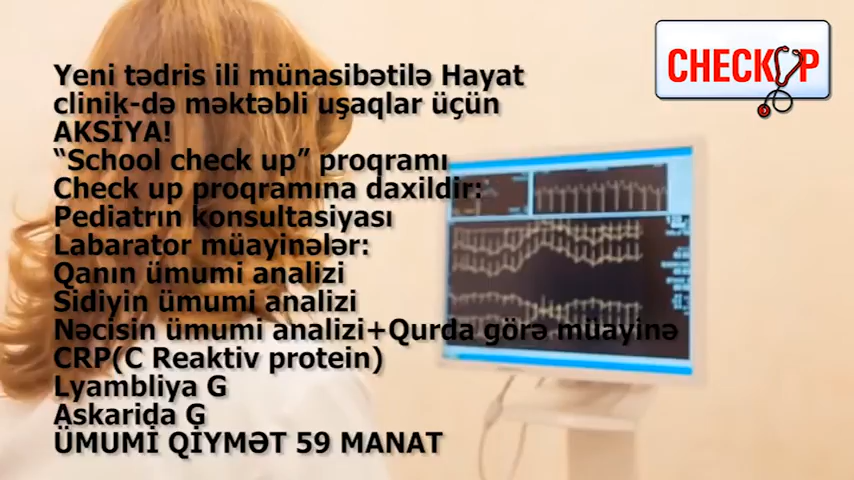 Yeni tədris ili münasibətilə Hayat
clinik-də məktəbli uşaqlar üçün
AKSİYA!
“School check up” proqramı
Check up proqramına daxildir:
Pediatrın konsultasiyası
Labarator müayinələr:
Qanın ümumi analizi
Sidiyin ümumi analizi
Nəcisin ümumi analizi+Qurda görə müayinə
CRP(C Reaktiv protein)
Lyambliya G
Askarida G
ÜMUMİ QİYMƏT 59 MANAT
CHECKUP